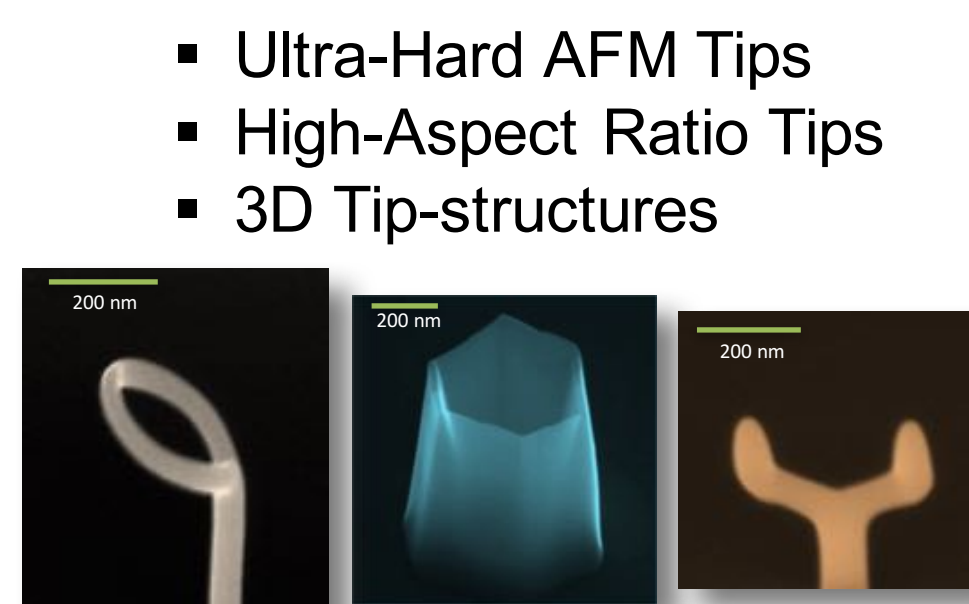 ▪ Ultra-Hard AFM Tips
▪ High-Aspect Ratio Tips
▪ 3D Tip-structures
200 nm
200 nm
200 nm